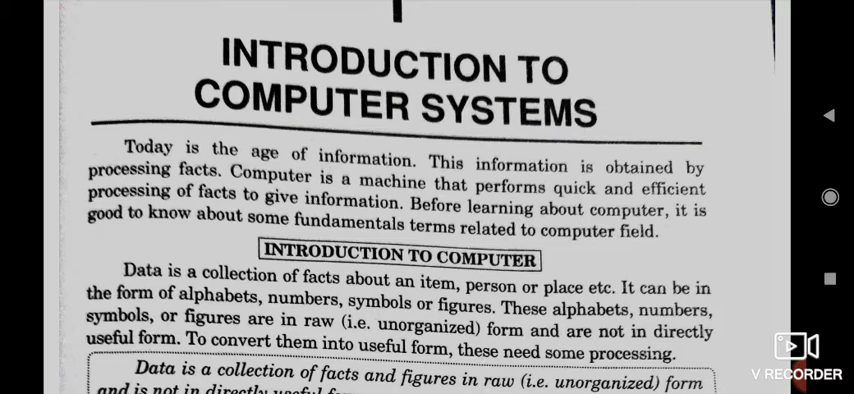 INTRODUCTION TO
COMPUTER SYSTEMS
Today is the age of information. This information is obtained by
processing facts. Computer is a machine that performs quick and efficient
processing of facts to give information. Before learning about computer, it is
good to know about some fundamentals terms related to computer field.
INTRODUCTION TO COMPUTER
Data is a collection of facts about an item, person or place etc. It can be in
the form of alphabets, numbers, symbols or figures. These alphabets, numbers,
symbols, or figures are in raw (i.e. unorganized) form and are not in directly
useful form. To convert them into useful form, these need some processing.
Data is a collection of facts and figures in raw (i.e. unorganized) form
and is not in directly useful
V RECORDER